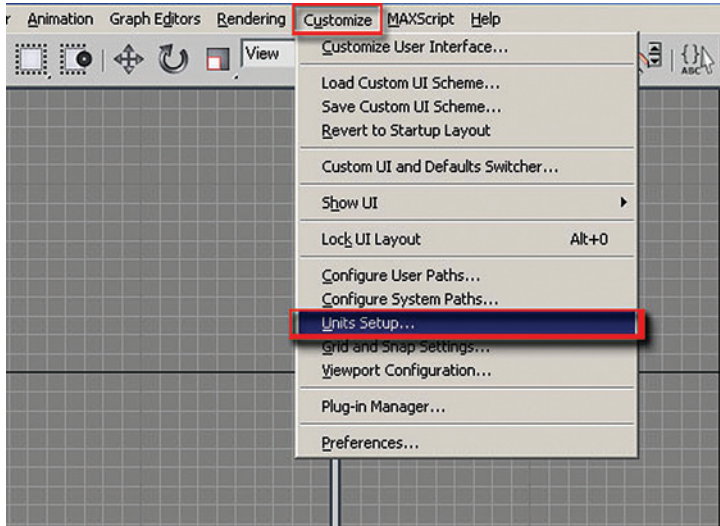 r Animation Graph Editors Rendering Customize MAXScript Help
View
ABC
Customize User Interface...
Load Custom UI Scheme...
Save Custom UI Scheme...
Revert to Startup Layout
Custom UI and Defaults Switcher...
Show UI
Lock UI Layout Alt+0
Configure User Paths...
Configure System Paths...
Units Setup...
Grid and Snap Settings...
Viewport Configuration...
Plug-in Manager...
Preferences...